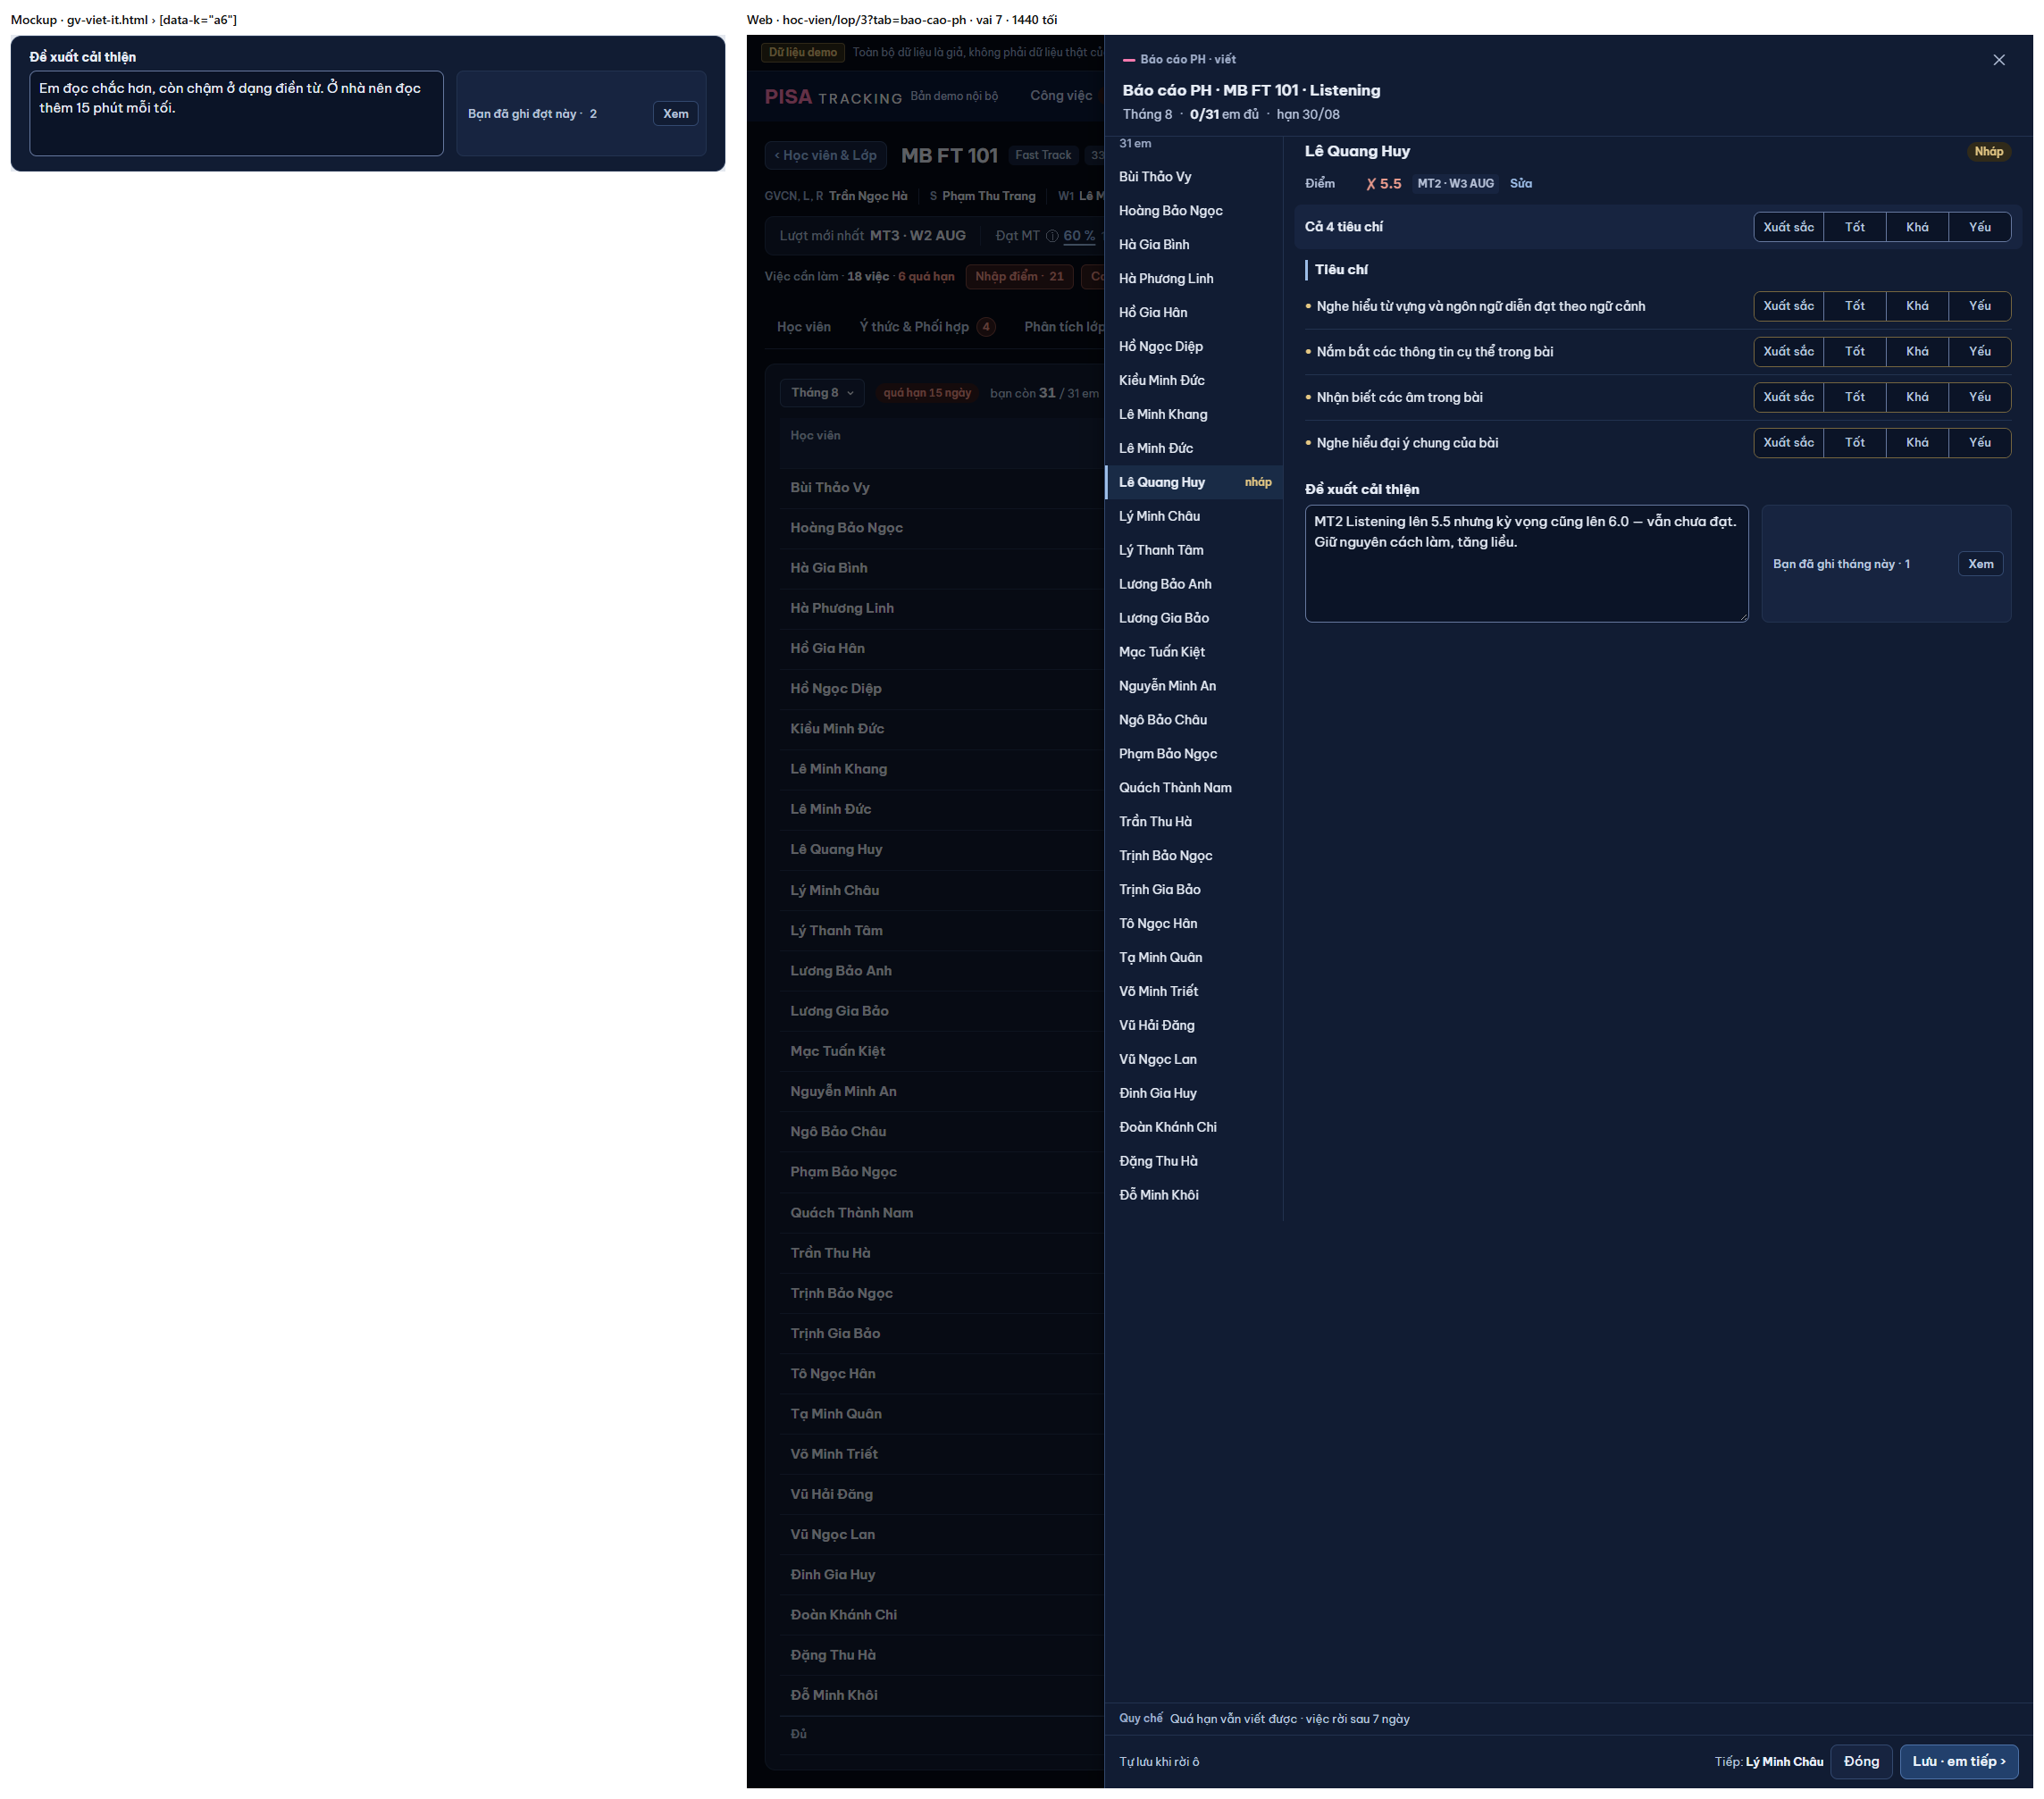 Mockup · gv-viet-it.html › [data-k="a6"]
Đề xuất cải thiện
Em đọc chắc hơn, còn chậm ở dạng điền từ. Ở nhà nên đọc
thêm 15 phút mỗi tối.
Bạn đã ghi đợt này · 2
Xem
Web · hoc-vien/lop/3?tab=bao-cao-ph · vai 7 · 1440 tối
Dữ liệu demo Toàn bộ dữ liệu là giả, không phải dữ liệu thật
PISA TRACKING Bản demo nội bộ Công việc
‹ Học viên & Lớp MB FT 101 Fast Track 33
GVCN, L, R Trần Ngọc Hà S Phạm Thu Trang W1 Lê
Lượt mới nhất MT3 · W2 AUG Đạt MT ⓘ 60 %
Việc cần làm · 18 việc · 6 quá hạn Nhập điểm · 21
Học viên Ý thức & Phối hợp 4 Phân tích lớp
Tháng 8 quá hạn 15 ngày bạn còn 31 / 31 em
Học viên
Bùi Thảo Vy
Hoàng Bảo Ngọc
Hà Gia Bình
Hà Phương Linh
Hồ Gia Hân
Hồ Ngọc Diệp
Kiều Minh Đức
Lê Minh Khang
Lê Minh Đức
Lê Quang Huy
Lý Minh Châu
Lý Thanh Tâm
Lương Bảo Anh
Lương Gia Bảo
Mạc Tuấn Kiệt
Nguyễn Minh An
Ngô Bảo Châu
Phạm Bảo Ngọc
Quách Thành Nam
Trần Thu Hà
Trịnh Bảo Ngọc
Trịnh Gia Bảo
Tô Ngọc Hân
Tạ Minh Quân
Võ Minh Triết
Vũ Hải Đăng
Vũ Ngọc Lan
Đinh Gia Huy
Đoàn Khánh Chi
Đặng Thu Hà
Đỗ Minh Khôi
Đủ
Báo cáo PH · viết
Báo cáo PH · MB FT 101 · Listening
Tháng 8 · 0/31 em đủ · hạn 30/08
31 em
Bùi Thảo Vy
Hoàng Bảo Ngọc
Hà Gia Bình
Hà Phương Linh
Hồ Gia Hân
Hồ Ngọc Diệp
Kiều Minh Đức
Lê Minh Khang
Lê Minh Đức
Lê Quang Huy nháp
Lý Minh Châu
Lý Thanh Tâm
Lương Bảo Anh
Lương Gia Bảo
Mạc Tuấn Kiệt
Nguyễn Minh An
Ngô Bảo Châu
Phạm Bảo Ngọc
Quách Thành Nam
Trần Thu Hà
Trịnh Bảo Ngọc
Trịnh Gia Bảo
Tô Ngọc Hân
Tạ Minh Quân
Võ Minh Triết
Vũ Hải Đăng
Vũ Ngọc Lan
Đinh Gia Huy
Đoàn Khánh Chi
Đặng Thu Hà
Đỗ Minh Khôi
Lê Quang Huy Nháp
Điểm ✗ 5.5 MT2 · W3 AUG Sửa
Cả 4 tiêu chí Xuất sắc Tốt Khá Yếu
Tiêu chí
• Nghe hiểu từ vựng và ngôn ngữ diễn đạt theo ngữ cảnh Xuất sắc Tốt Khá Yếu
• Nắm bắt các thông tin cụ thể trong bài Xuất sắc Tốt Khá Yếu
• Nhận biết các âm trong bài Xuất sắc Tốt Khá Yếu
• Nghe hiểu đại ý chung của bài Xuất sắc Tốt Khá Yếu
Đề xuất cải thiện
MT2 Listening lên 5.5 nhưng kỳ vọng cũng lên 6.0 — vẫn chưa đạt.
Giữ nguyên cách làm, tăng liều.
Bạn đã ghi tháng này · 1 Xem
Quy chế Quá hạn vẫn viết được · việc rời sau 7 ngày
Tự lưu khi rời ô Tiếp: Lý Minh Châu Đóng Lưu · em tiếp ›